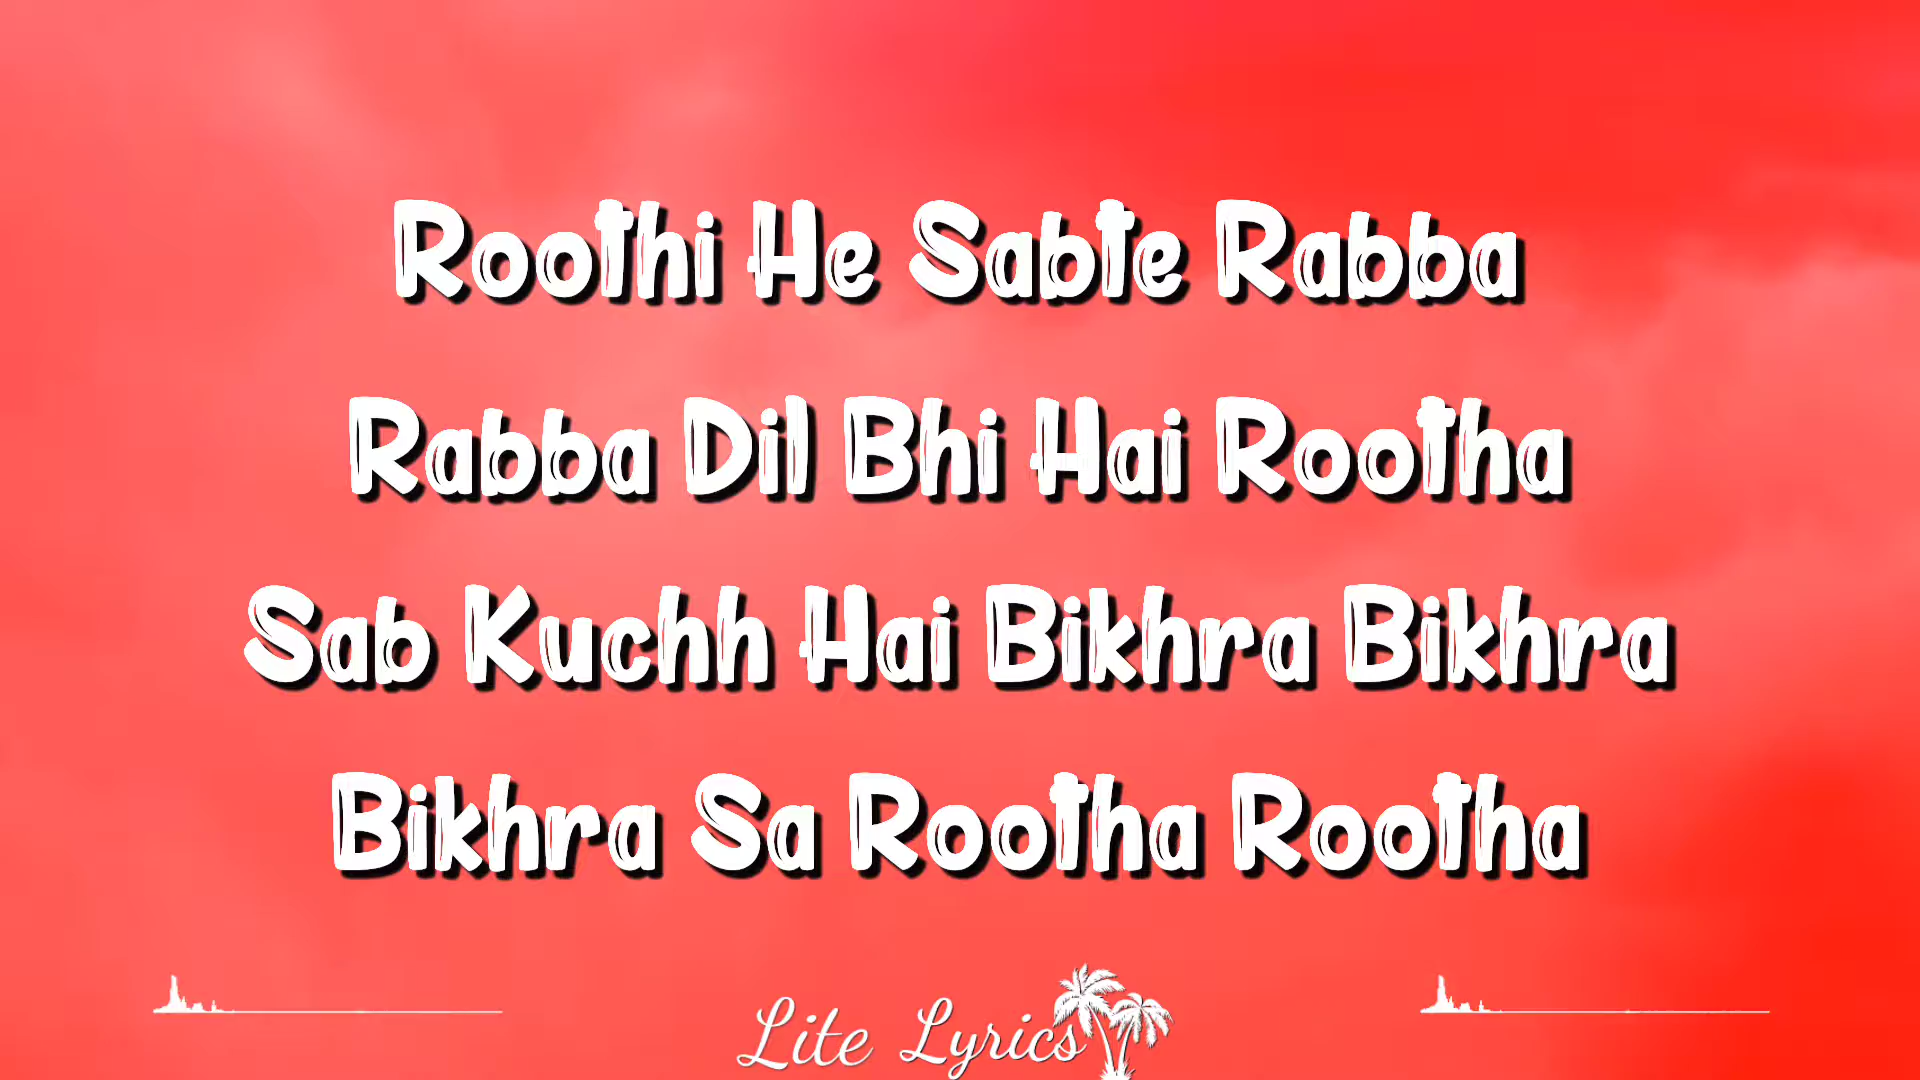 Roothi He Sabte Rabba
Rabba Dil Bhi Hai Rootha
Sab Kuchh Hai Bikhra Bikhra
Bikhra Sa Rootha Rootha
Lite Lyrics